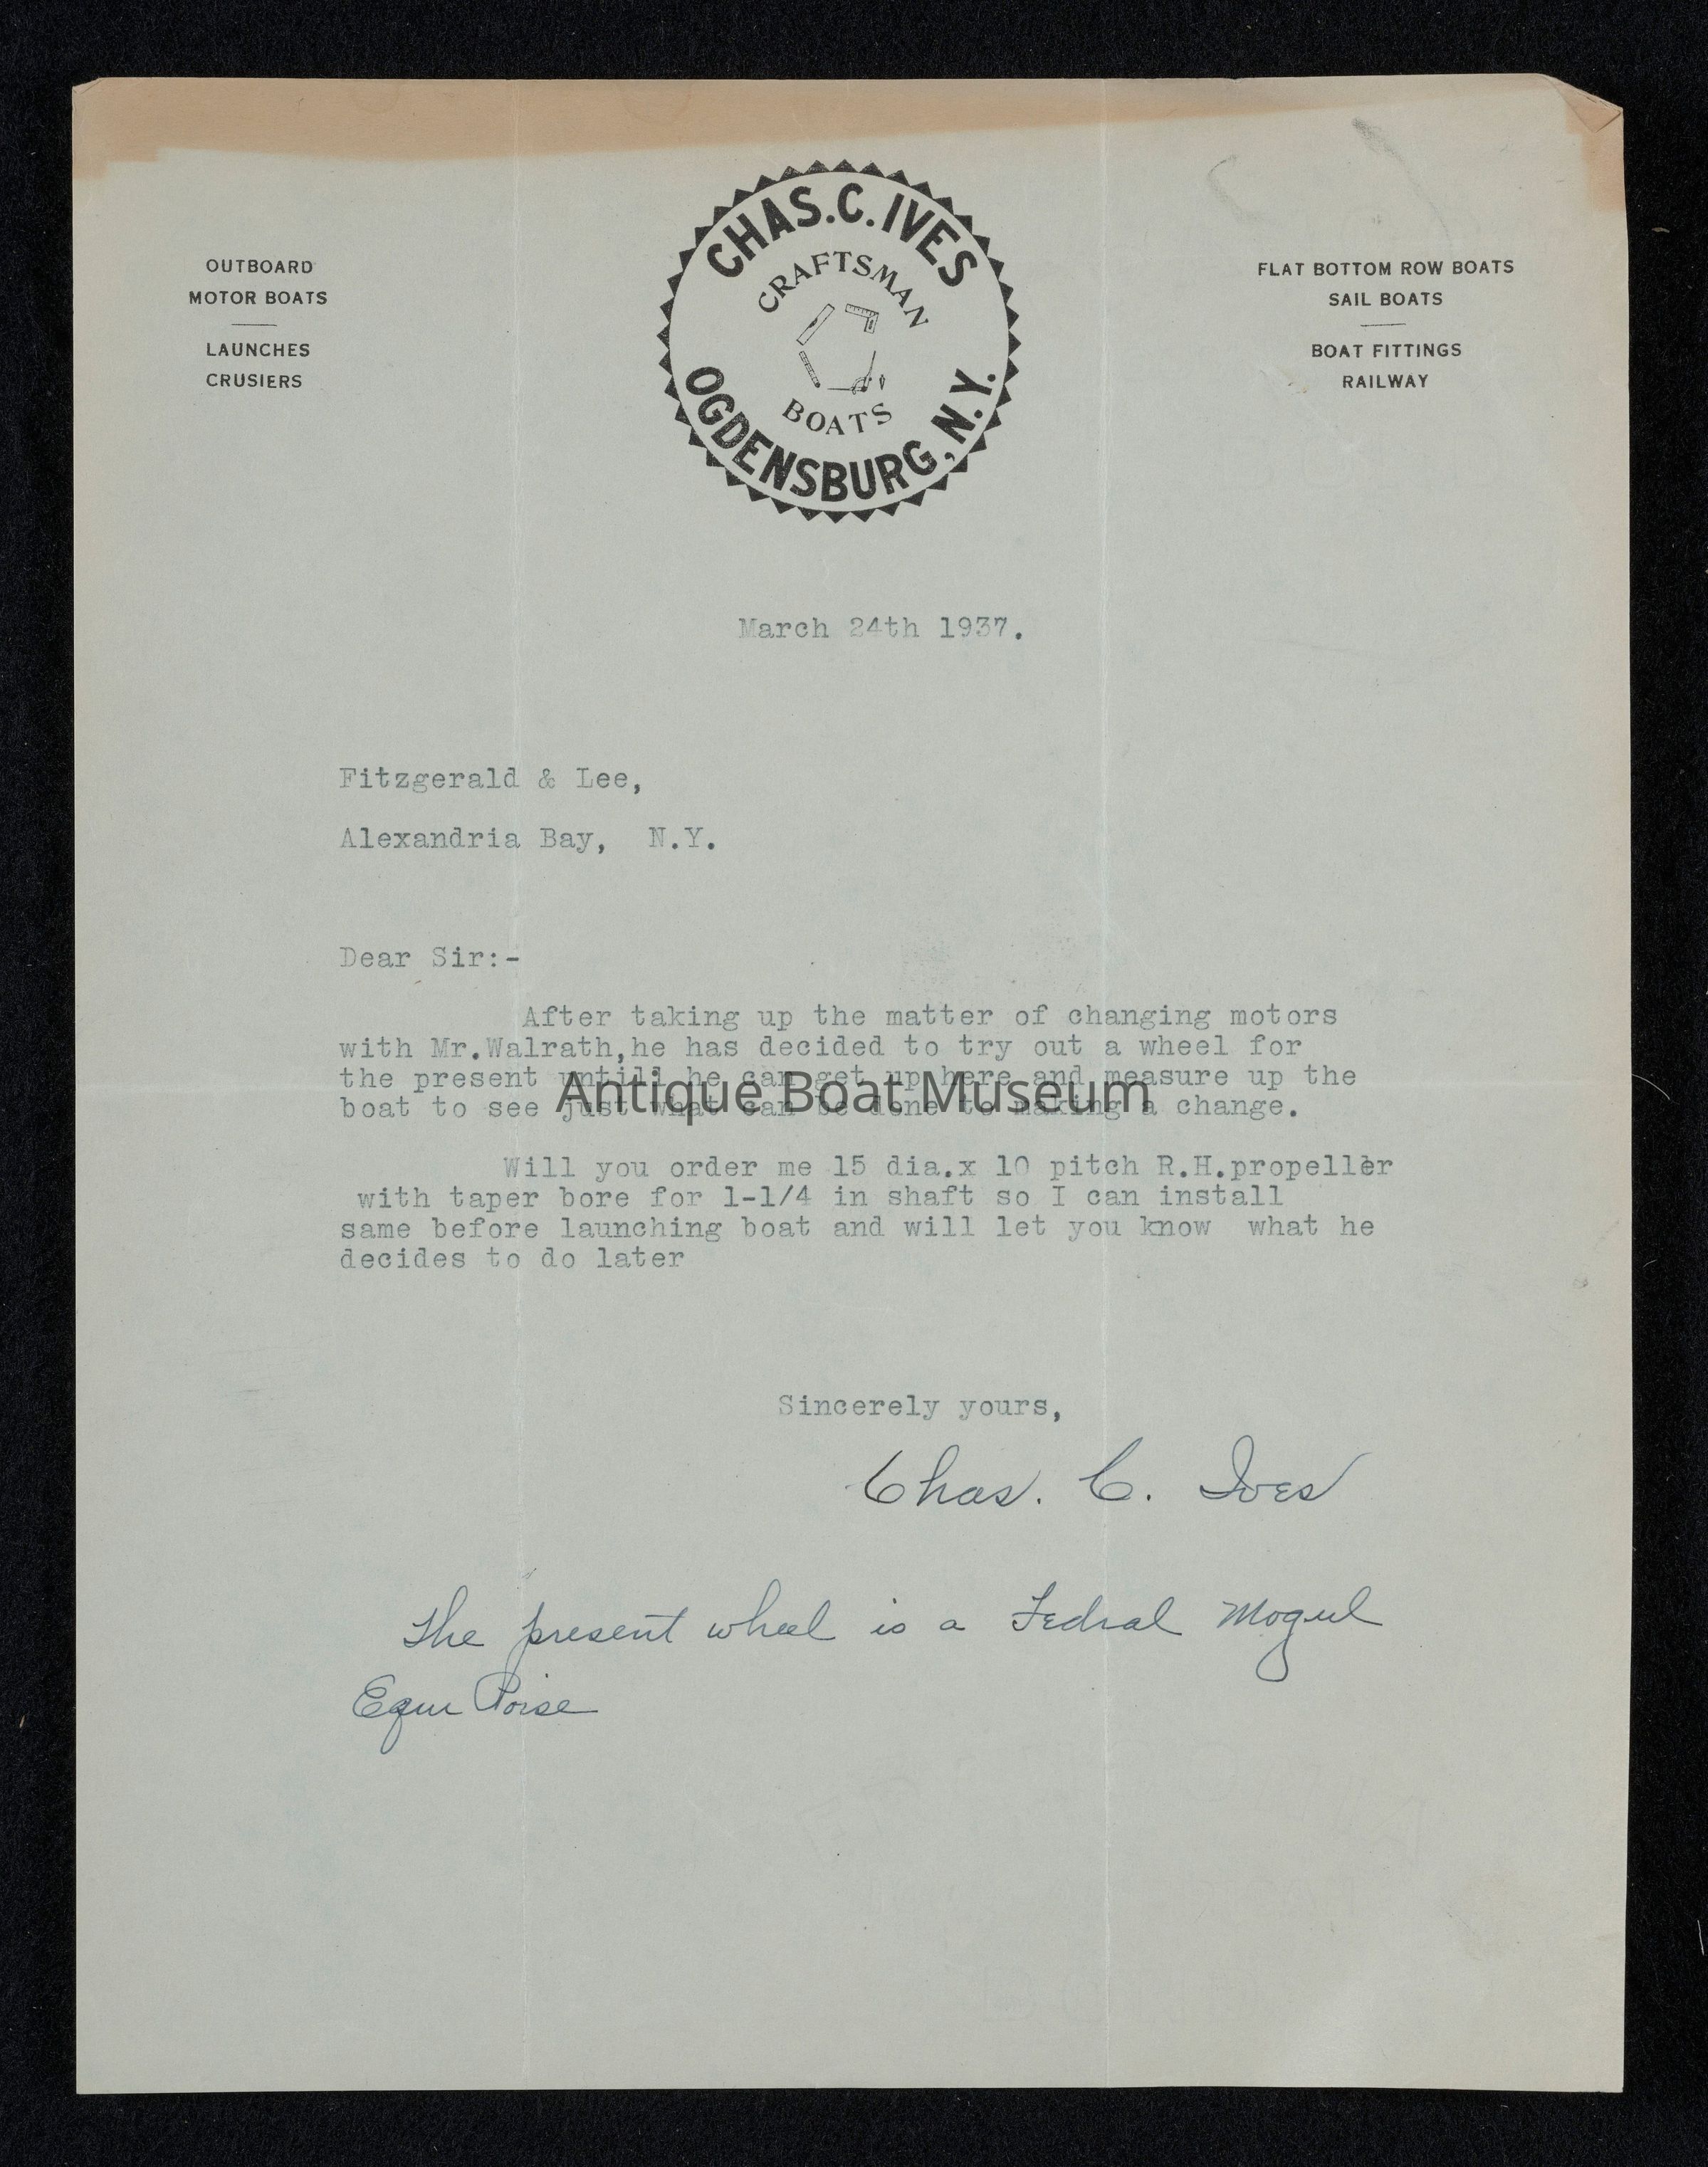 CHAS. C. IVES
CRAFTSMAN
BOATS
OGDENSBURG, N.Y.
OUTBOARD
MOTOR BOATS
LAUNCHES
CRUSIERS
FLAT BOTTOM ROW BOATS
SAIL BOATS
BOAT FITTINGS
RAILWAY
March 24th 1937.
Fitzgerald & Lee,
Alexandria Bay, N.Y.
Dear Sir:-
After taking up the matter of changing motors
with Mr.Walrath,he has decided to try out a wheel for
the present untill he can get up here and measure up the
boat to see just what can be done to making a change.
Antique Boat Museum
Will you order me 15 dia.x 10 pitch R.H.propeller
with taper bore for 1-1/4 in shaft so I can install
same before launching boat and will let you know what he
decides to do later
Sincerely yours,
Chas. C. Ives
The present wheel is a Fedral Mogul
Equi Poise